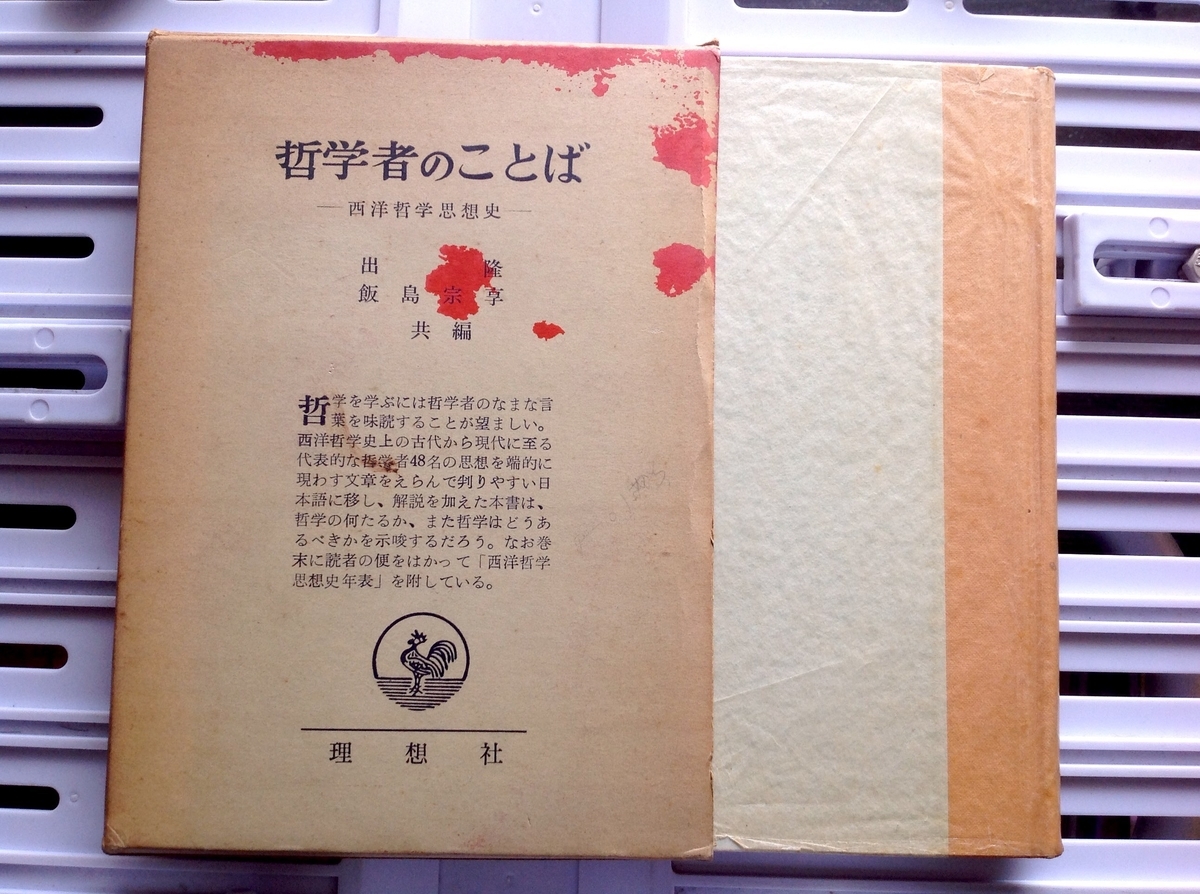 哲学者のことば
—西洋哲学思想史—
出 隆
飯島宗享
共編
哲学を学ぶには哲学者のなまな言
葉を味読することが望ましい。
西洋哲学史上の古代から現代に至る
代表的な哲学者48名の思想を端的に
現わす文章をえらんで判りやすい日
本語に移し、解説を加えた本書は、
哲学の何たるか、また哲学はどうあ
るべきかを示唆するだろう。なお巻
末に読者の便をはかって「西洋哲学
思想史年表」を附している。
理想社